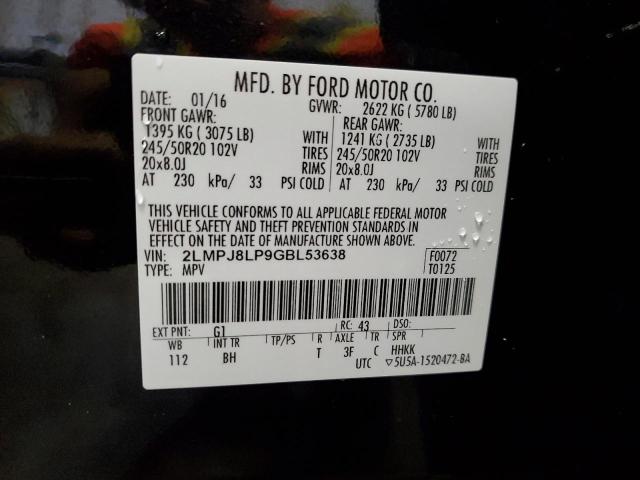 MFD. BY FORD MOTOR CO.
DATE: 01/16 GVWR: 2622 KG ( 5780 LB)
FRONT GAWR: REAR GAWR:
1395 KG ( 3075 LB) WITH 1241 KG ( 2735 LB) WITH
245/50R20 102V TIRES 245/50R20 102V TIRES
20x8.0J RIMS 20x8.0J RIMS
AT 230 kPa/ 33 PSI COLD AT 230 kPa/ 33 PSI COLD
THIS VEHICLE CONFORMS TO ALL APPLICABLE FEDERAL MOTOR
VEHICLE SAFETY AND THEFT PREVENTION STANDARDS IN
EFFECT ON THE DATE OF MANUFACTURE SHOWN ABOVE.
VIN: 2LMPJ8LP9GBL53638 F0072
TYPE: MPV T0125
EXT PNT: G1 RC: 43 DSO:
WB INT TR TP/PS R AXLE TR SPR
112 BH T 3F C HHKK
UTC ▽5U5A-1520472-BA